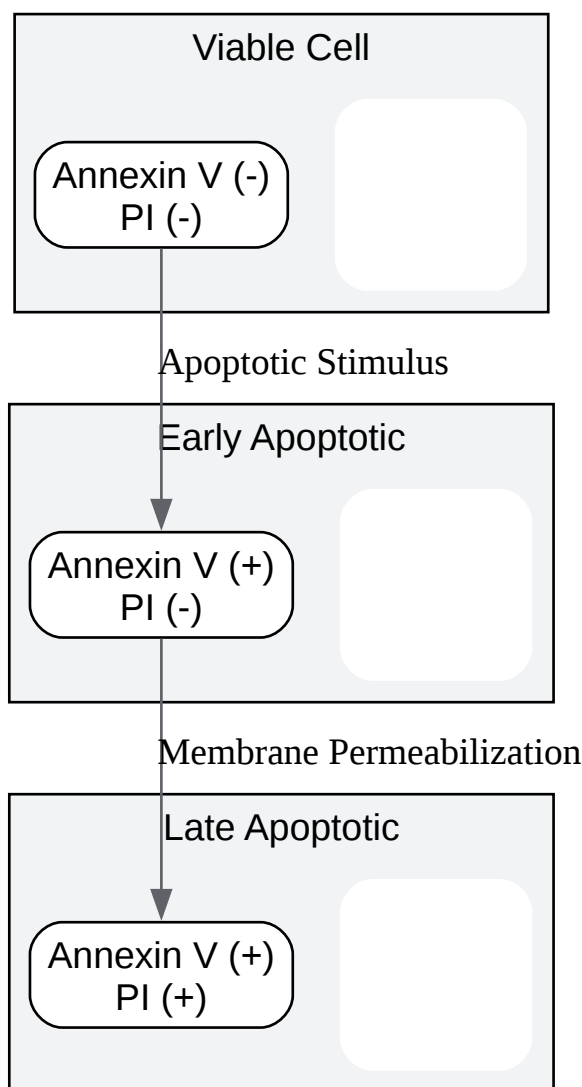 Viable Cell
Annexin V (-)
PI (-)
Apoptotic Stimulus
Early Apoptotic
Annexin V (+)
PI (-)
Membrane Permeabilization
Late Apoptotic
Annexin V (+)
PI (+)